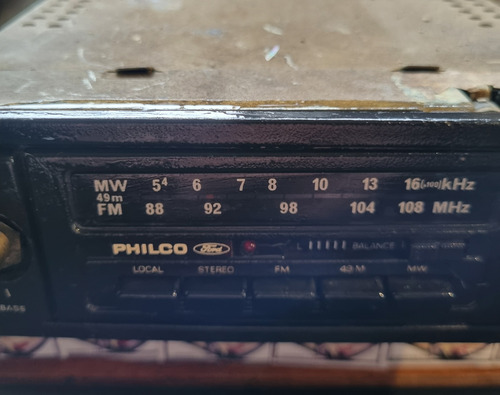 MW 5⁴ 6 7 8 10 13 16(x100)kHz
49m
FM 88 92 98 104 108 MHz
PHILCO Ford L BALANCE
LOCAL STEREO FM 49 M MW
BASS